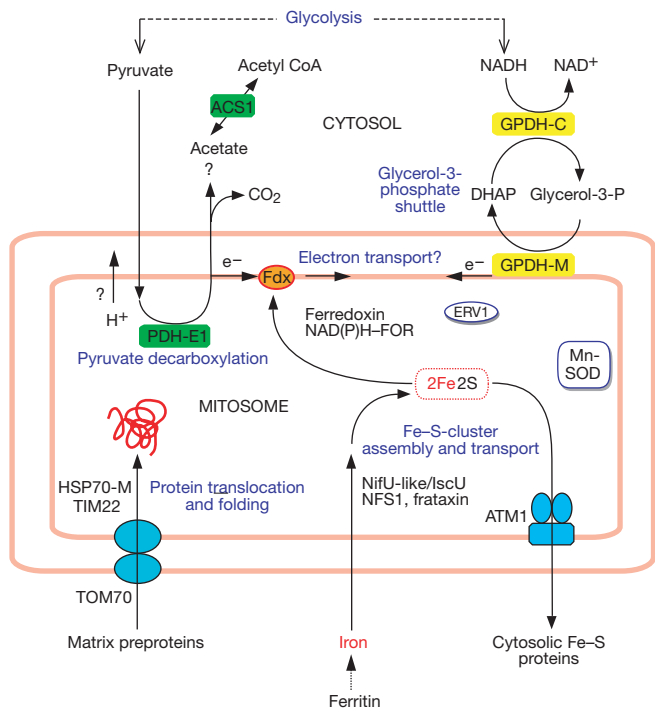 Glycolysis
Pyruvate
Acetyl CoA
NADH
NAD+
ACS1
CYTOSOL
GPDH-C
Acetate
?
CO2
Glycerol-3-
phosphate
shuttle
DHAP
Glycerol-3-P
e–
Electron transport?
e–
GPDH-M
Fdx
?
H+
PDH-E1
Pyruvate decarboxylation
Ferredoxin
NAD(P)H–FOR
ERV1
Mn-
SOD
2Fe2S
MITOSOME
Fe–S-cluster
assembly and transport
HSP70-M
TIM22
Protein translocation
and folding
NifU-like/IscU
NFS1, frataxin
ATM1
TOM70
Matrix preproteins
Iron
Cytosolic Fe–S
proteins
Ferritin